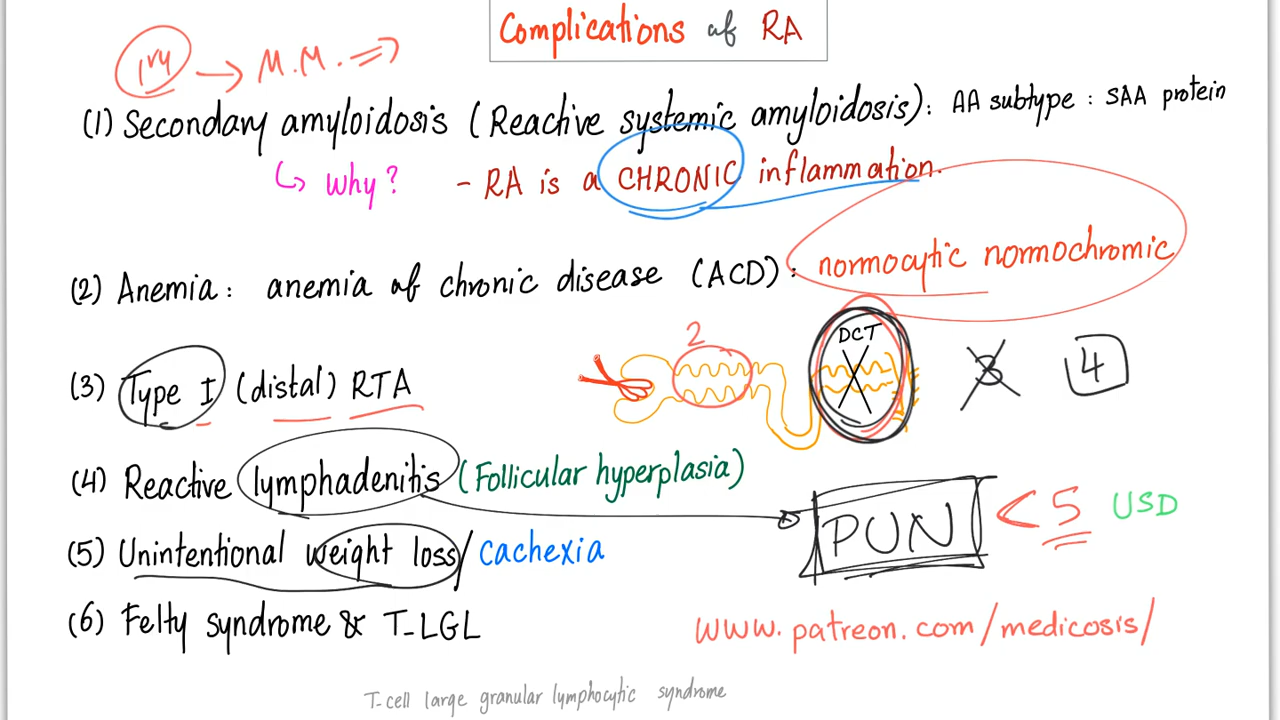 Complications of RA
1ry → M.M. ⇒
(1) Secondary amyloidosis (Reactive systemic amyloidosis): AA subtype : SAA protein
↳ why? - RA is a CHRONIC inflammation.
(2) Anemia: anemia of chronic disease (ACD): normocytic normochromic
2 DCT 3 4
(3) Type I (distal) RTA
(4) Reactive lymphadenitis (Follicular hyperplasia)
PUN < 5 USD
(5) Unintentional weight loss/cachexia
(6) Felty syndrome & T-LGL
www.patreon.com/medicosis/
T-cell large granular lymphocytic syndrome